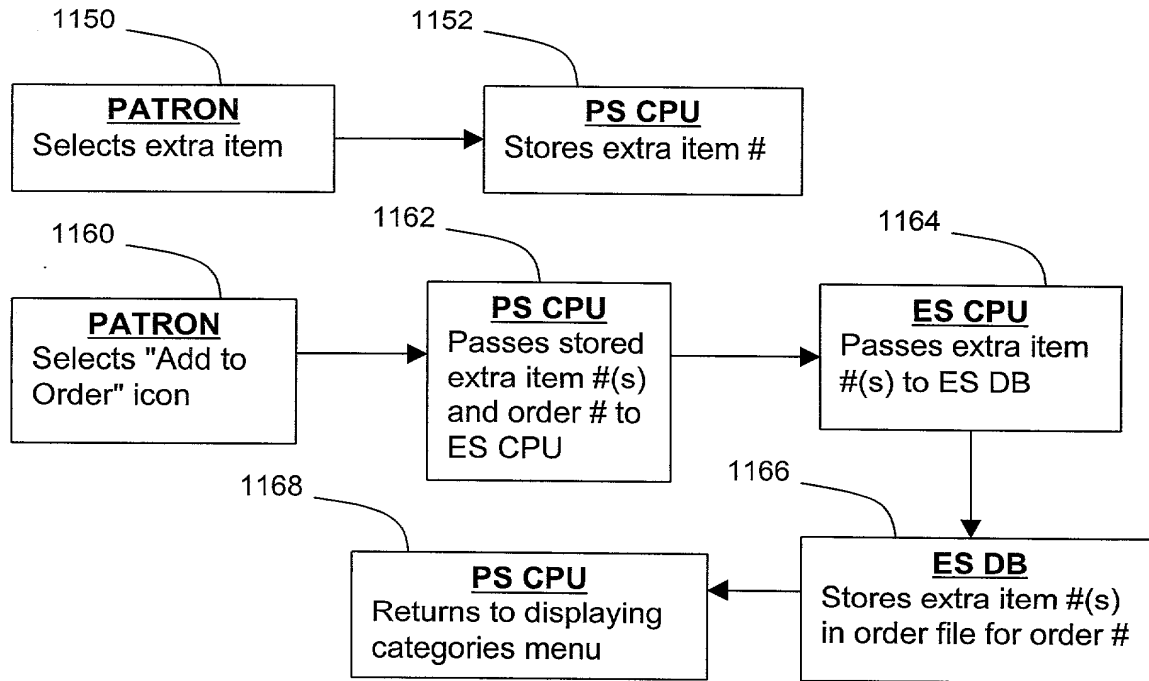 1150
1152
PATRON
Selects extra item
PS CPU
Stores extra item #
1160
1162
1164
PATRON
Selects "Add to
Order" icon
PS CPU
Passes stored
extra item #(s)
and order # to
ES CPU
ES CPU
Passes extra item
#(s) to ES DB
1168
1166
PS CPU
Returns to displaying
categories menu
ES DB
Stores extra item #(s)
in order file for order #